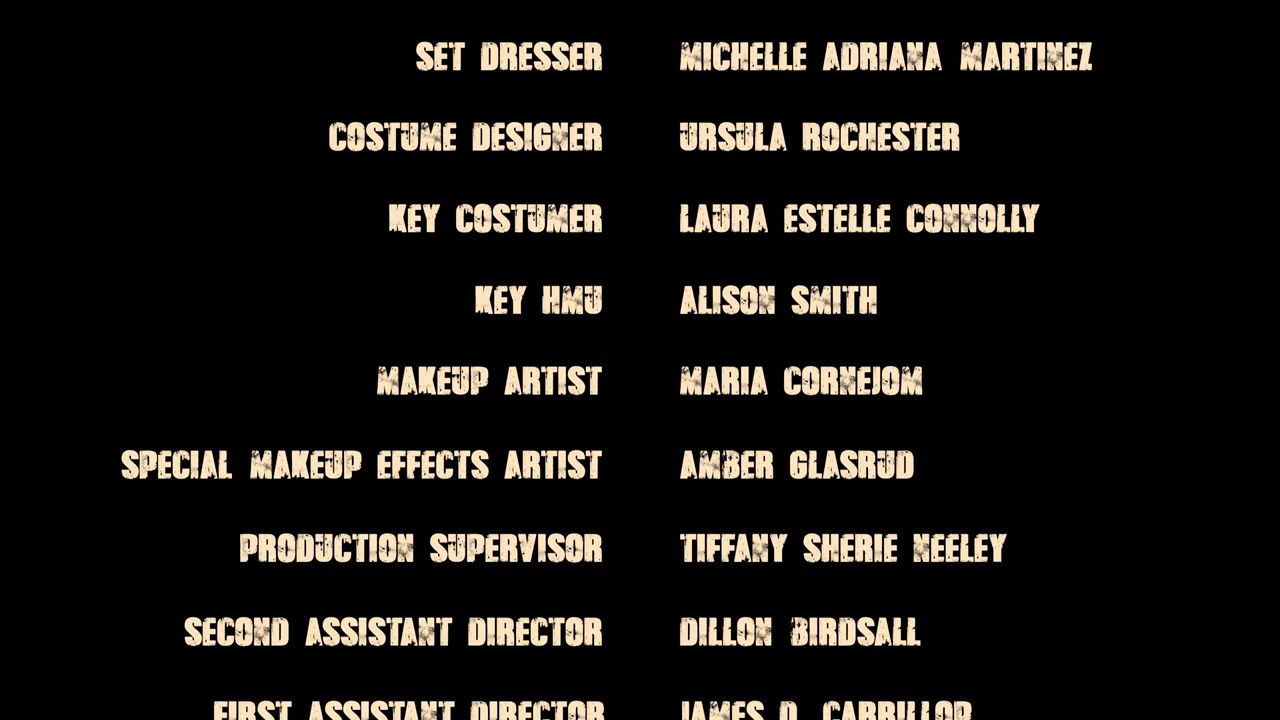 SET DRESSER MICHELLE ADRIANA MARTINEZ
COSTUME DESIGNER URSULA ROCHESTER
KEY COSTUMER LAURA ESTELLE CONNOLLY
KEY HMU ALISON SMITH
MAKEUP ARTIST MARIA CORNEJOM
SPECIAL MAKEUP EFFECTS ARTIST AMBER GLASRUD
PRODUCTION SUPERVISOR TIFFANY SHERIE NEELEY
SECOND ASSISTANT DIRECTOR DILLON BIRDSALL
FIRST ASSISTANT DIRECTOR JAMES